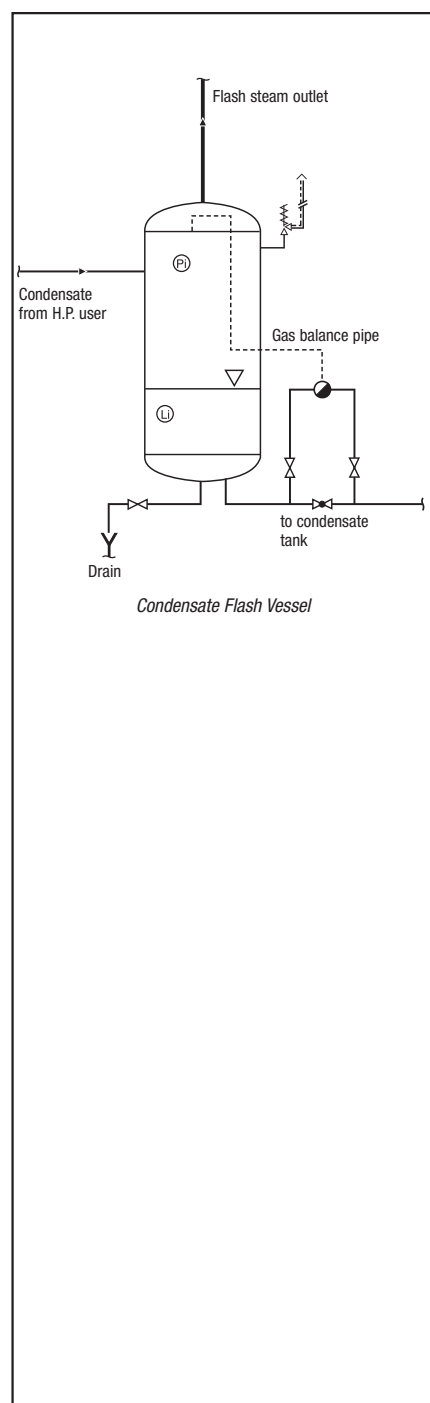 Flash steam outlet
Pi
Condensate
from H.P. user
Gas balance pipe
Li
to condensate
tank
Drain
Condensate Flash Vessel